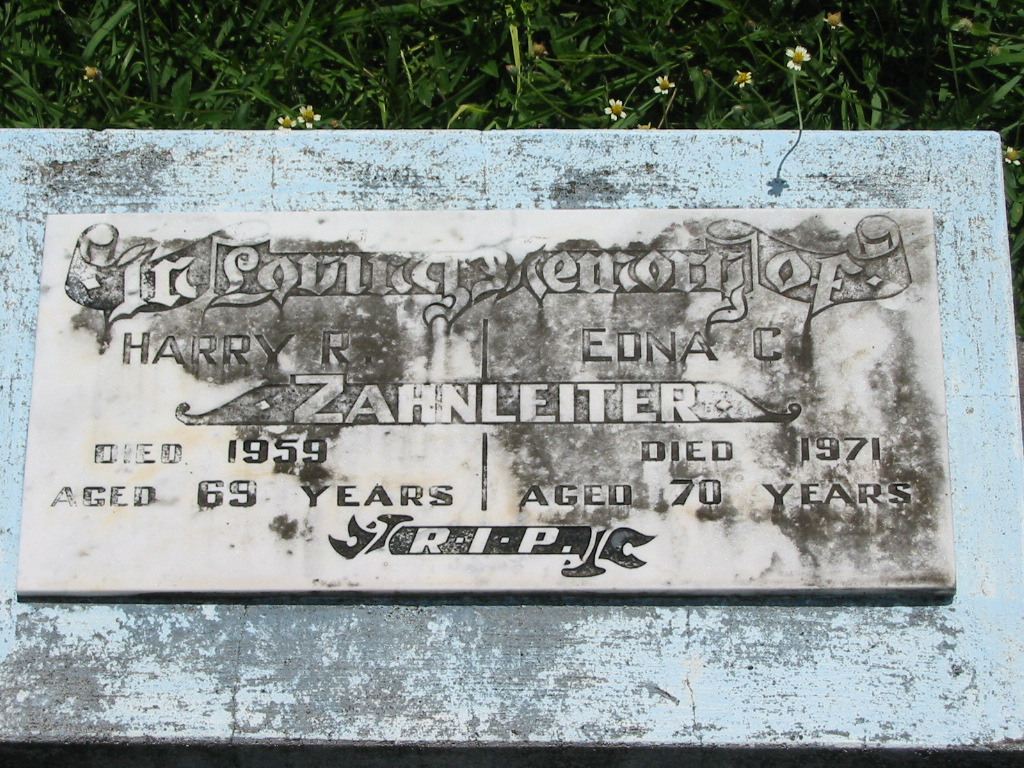 In Loving Memory Of
HARRY R. EDNA C
ZAHNLEITER
DIED 1959 DIED 1971
AGED 69 YEARS AGED 70 YEARS
R·I·P.